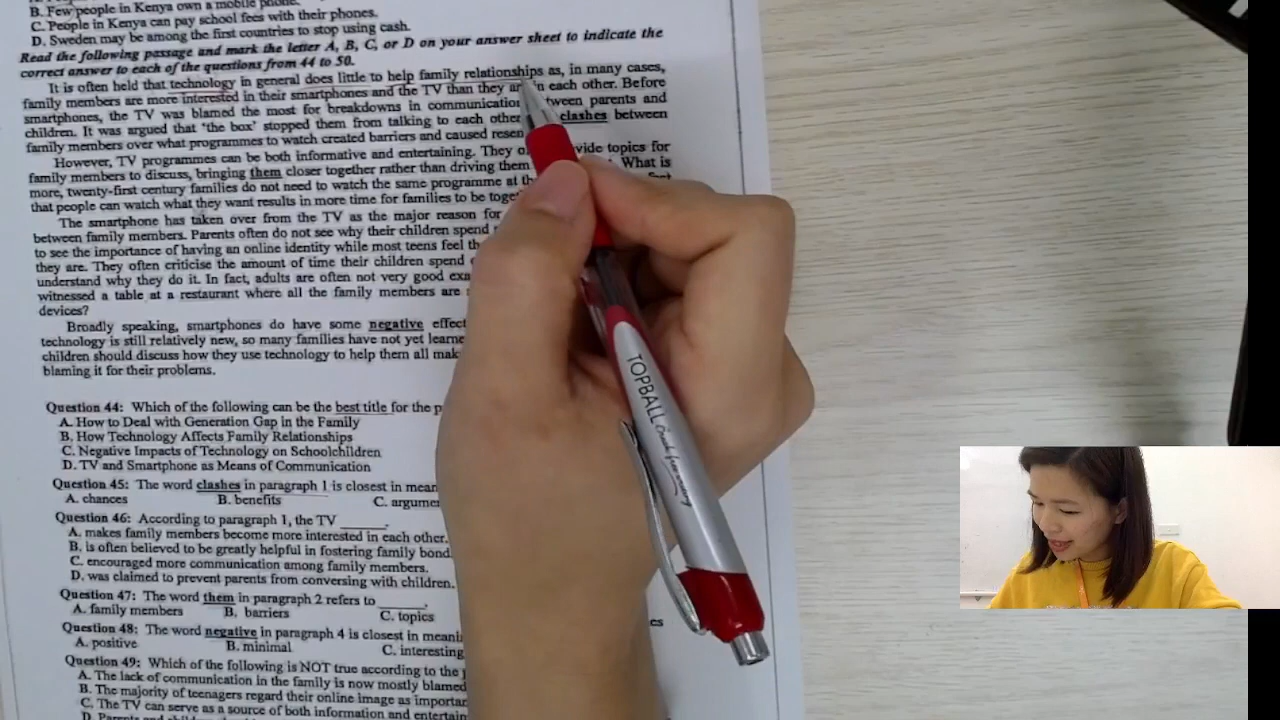 B. Few people in Kenya own a mobile phone.
C. People in Kenya can pay school fees with their phones.
D. Sweden may be among the first countries to stop using cash.
Read the following passage and mark the letter A, B, C, or D on your answer sheet to indicate the
correct answer to each of the questions from 44 to 50.
It is often held that technology in general does little to help family relationships as, in many cases,
family members are more interested in their smartphones and the TV than they are in each other. Before
smartphones, the TV was blamed the most for breakdowns in communication between parents and
children. It was argued that 'the box' stopped them from talking to each other clashes between
family members over what programmes to watch created barriers and caused
However, TV programmes can be both informative and entertaining. They topics for
family members to discuss, bringing them closer together rather than driving them What is
more, twenty-first century families do not need to watch the same programme at
that people can watch what they want results in more time for families to be
The smartphone has taken over from the TV as the major reason for
between family members. Parents often do not see why their children spend
to see the importance of having an online identity while most teens feel
they are. They often criticise the amount of time their children spend
understand why they do it. In fact, adults are often not very good
witnessed a table at a restaurant where all the family members are
devices?
Broadly speaking, smartphones do have some negative
technology is still relatively new, so many families have not yet
children should discuss how they use technology to help them all
blaming it for their problems.
Question 44: Which of the following can be the best title for the
A. How to Deal with Generation Gap in the Family
B. How Technology Affects Family Relationships
C. Negative Impacts of Technology on Schoolchildren
D. TV and Smartphone as Means of Communication
Question 45: The word clashes in paragraph 1 is closest in
A. chances B. benefits C.
Question 46: According to paragraph 1, the TV _____.
A. makes family members become more interested in each other.
B. is often believed to be greatly helpful in fostering family
C. encouraged more communication among family members.
D. was claimed to prevent parents from conversing with children.
Question 47: The word them in paragraph 2 refers to _____.
A. family members B. barriers C. topics
Question 48: The word negative in paragraph 4 is closest in
A. positive B. minimal C. interesting
Question 49: Which of the following is NOT true according to the
A. The lack of communication in the family is now mostly blamed
B. The majority of teenagers regard their online image as
C. The TV can serve as a source of both information and
TOPBALL